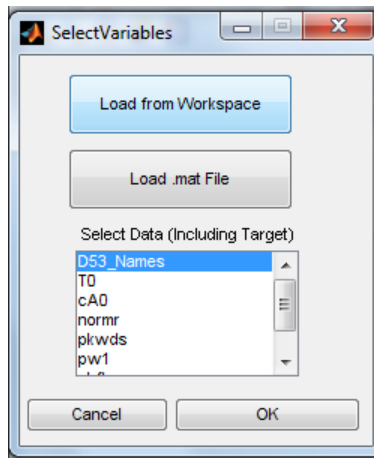 SelectVariables
Load from Workspace
Load .mat File
Select Data (Including Target)
D53_Names
T0
cA0
normr
pkwds
pw1
Cancel OK